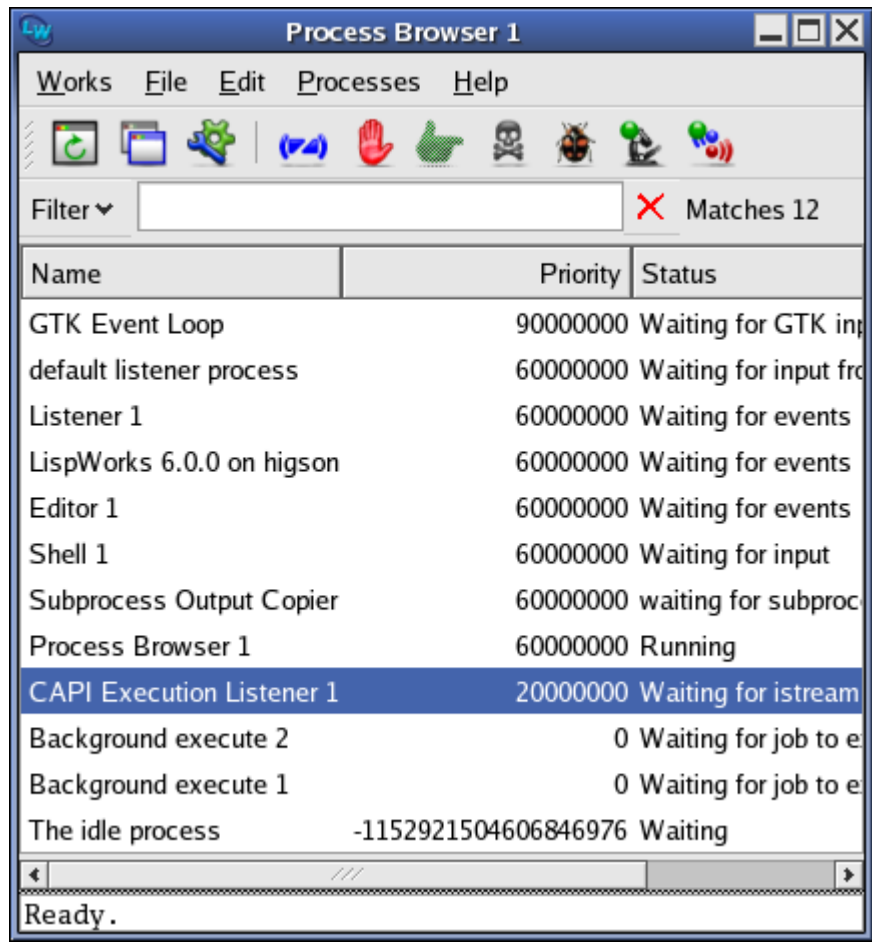 LW Process Browser 1
Works File Edit Processes Help
Filter Matches 12
Name Priority Status
GTK Event Loop 90000000 Waiting for GTK
default listener process 60000000 Waiting for input
Listener 1 60000000 Waiting for events
LispWorks 6.0.0 on higson 60000000 Waiting for events
Editor 1 60000000 Waiting for events
Shell 1 60000000 Waiting for input
Subprocess Output Copier 60000000 waiting for
Process Browser 1 60000000 Running
CAPI Execution Listener 1 20000000 Waiting for istream
Background execute 2 0 Waiting for job to
Background execute 1 0 Waiting for job to
The idle process -1152921504606846976 Waiting
Ready.